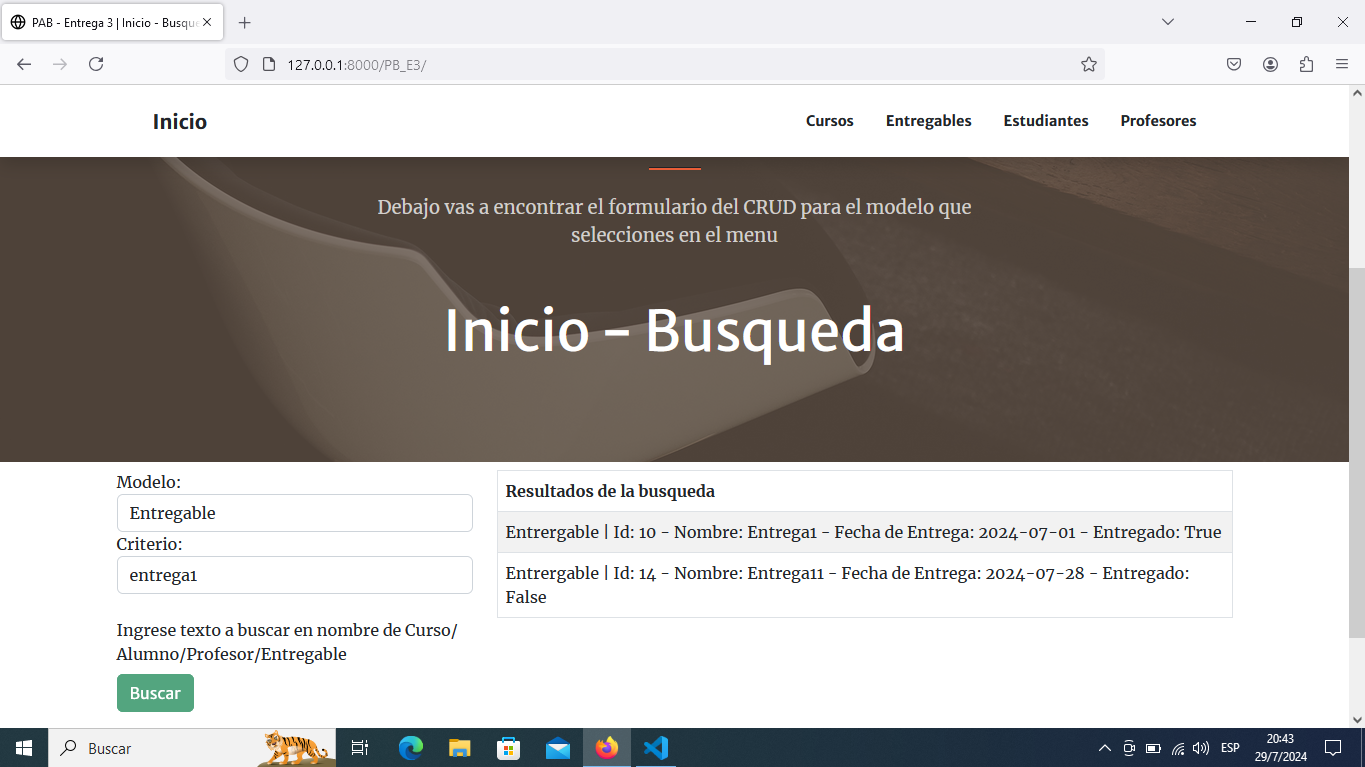 PAB - Entrega 3 | Inicio - Busque
127.0.0.1:8000/PB_E3/
Inicio
Cursos
Entregables
Estudiantes
Profesores
Debajo vas a encontrar el formulario del CRUD para el modelo que
selecciones en el menu
Inicio - Busqueda
Modelo:
Entregable
Criterio:
entrega1
Ingrese texto a buscar en nombre de Curso/
Alumno/Profesor/Entregable
Buscar
Resultados de la busqueda
Entrergable | Id: 10 - Nombre: Entrega1 - Fecha de Entrega: 2024-07-01 - Entregado: True
Entrergable | Id: 14 - Nombre: Entrega11 - Fecha de Entrega: 2024-07-28 - Entregado:
False
Buscar
ESP
20:43
29/7/2024